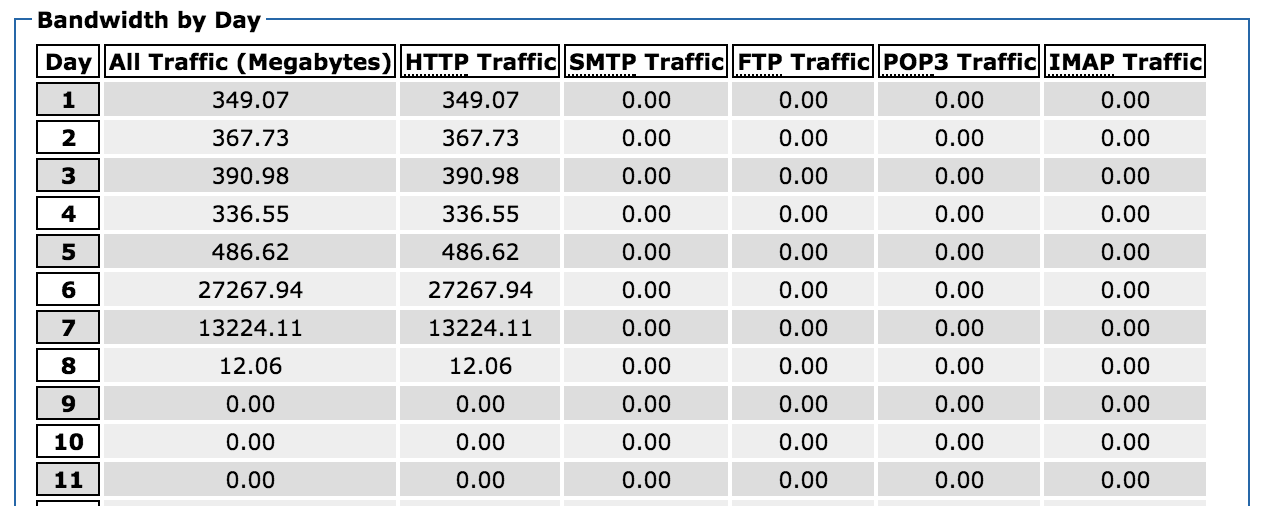 Bandwidth by Day
Day All Traffic (Megabytes) HTTP Traffic SMTP Traffic FTP Traffic POP3 Traffic IMAP Traffic
1 349.07 349.07 0.00 0.00 0.00 0.00
2 367.73 367.73 0.00 0.00 0.00 0.00
3 390.98 390.98 0.00 0.00 0.00 0.00
4 336.55 336.55 0.00 0.00 0.00 0.00
5 486.62 486.62 0.00 0.00 0.00 0.00
6 27267.94 27267.94 0.00 0.00 0.00 0.00
7 13224.11 13224.11 0.00 0.00 0.00 0.00
8 12.06 12.06 0.00 0.00 0.00 0.00
9 0.00 0.00 0.00 0.00 0.00 0.00
10 0.00 0.00 0.00 0.00 0.00 0.00
11 0.00 0.00 0.00 0.00 0.00 0.00